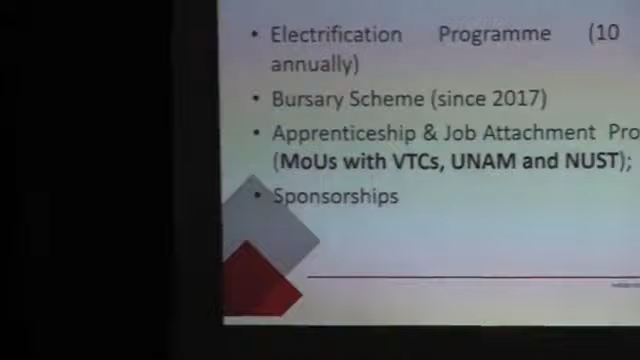 • Electrification Programme (10
annually)
• Bursary Scheme (since 2017)
• Apprenticeship & Job Attachment Pro
(MoUs with VTCs, UNAM and NUST);
• Sponsorships